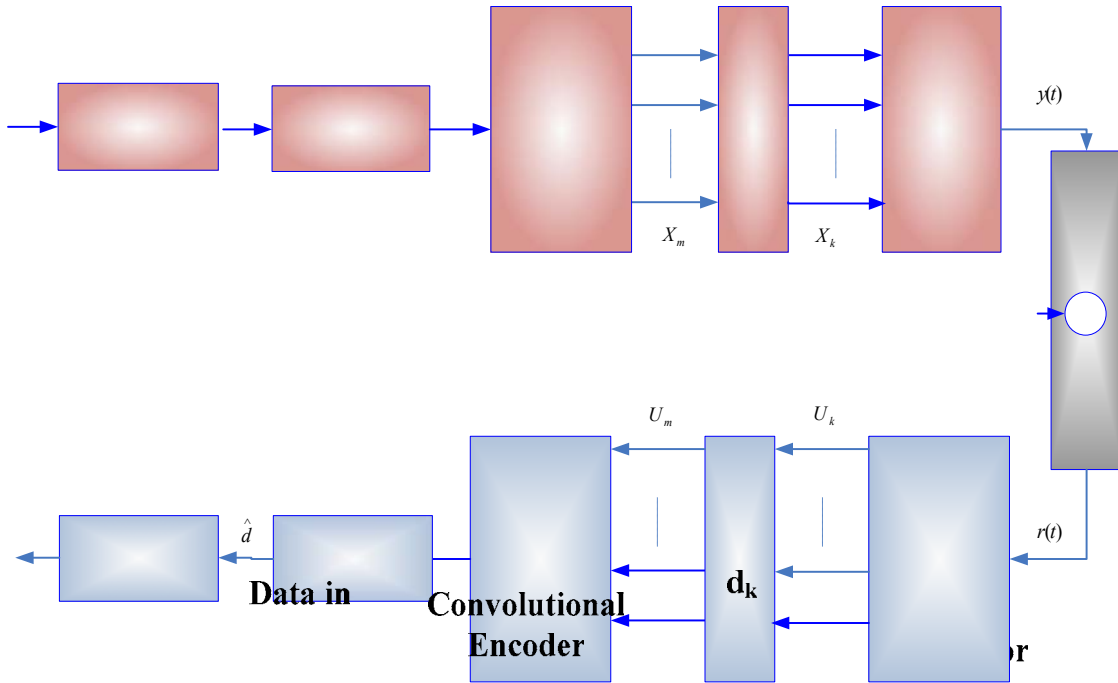 y(t)
X_m
X_k
U_m
U_k
d̂
r(t)
Data in
d_k
Convolutional
Encoder
or